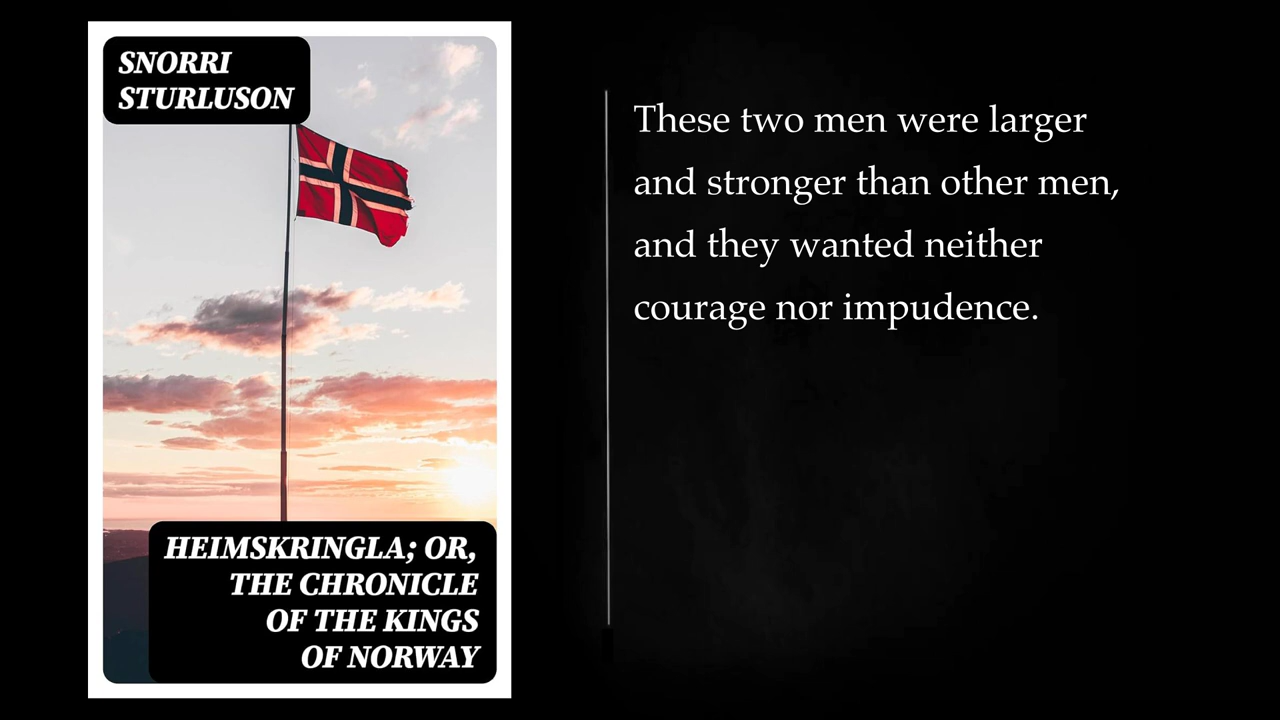 SNORRI
STURLUSON
HEIMSKRINGLA; OR,
THE CHRONICLE
OF THE KINGS
OF NORWAY
These two men were larger
and stronger than other men,
and they wanted neither
courage nor impudence.